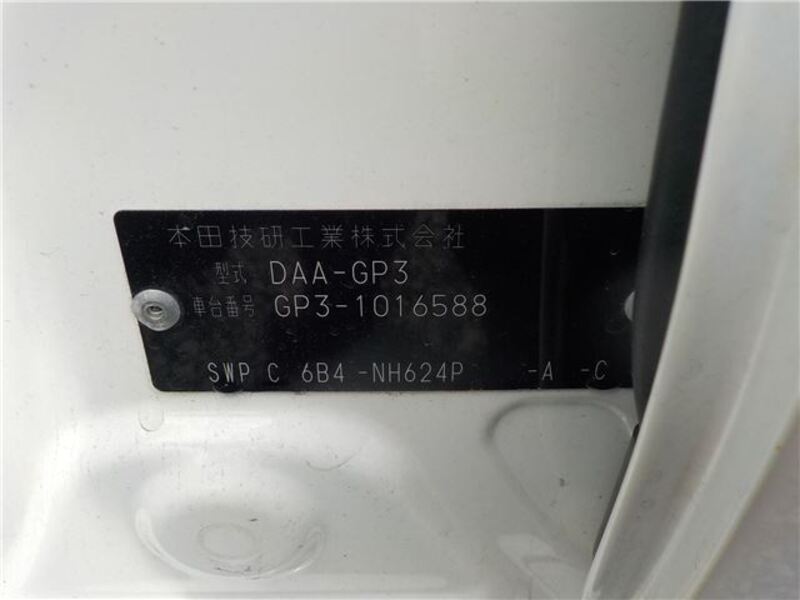 本田技研工業株式会社
型式 DAA-GP3
車台番号 GP3-1016588
SWP C 6B4 -NH624P -A -C